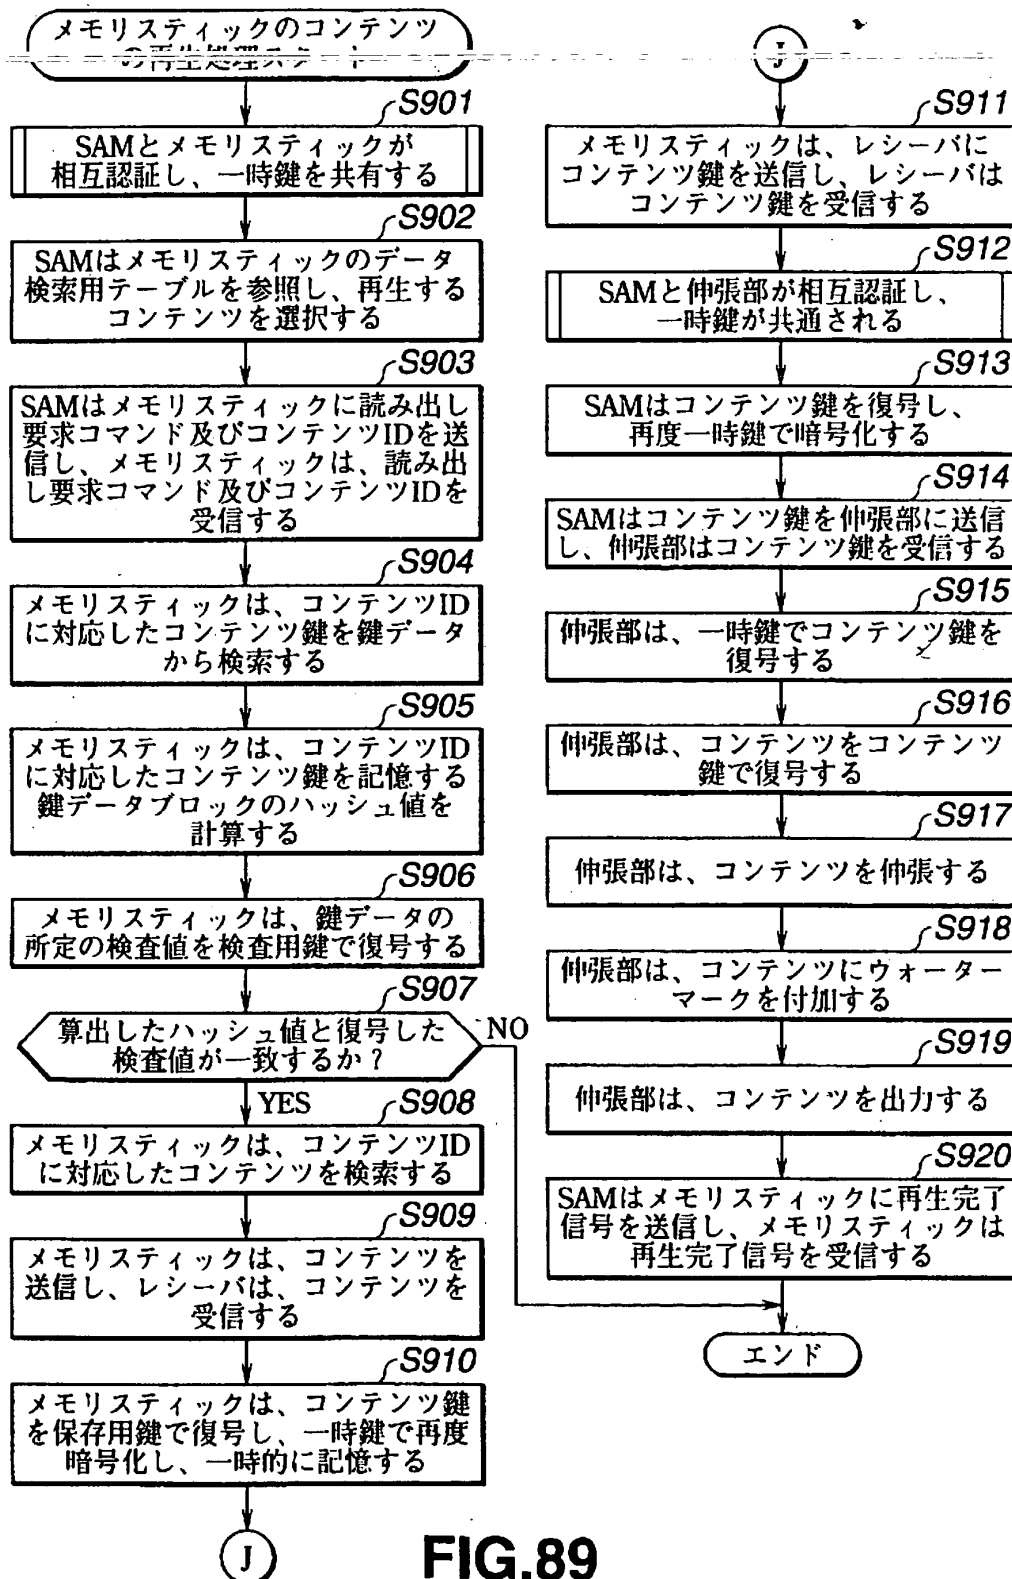 メモリスティックのコンテンツ
の再生処理スタート
S901
SAMとメモリスティックが
相互認証し、一時鍵を共有する
S902
SAMはメモリスティックのデータ
検索用テーブルを参照し、再生する
コンテンツを選択する
S903
SAMはメモリスティックに読み出し
要求コマンド及びコンテンツIDを送
信し、メモリスティックは、読み出
し要求コマンド及びコンテンツIDを
受信する
S904
メモリスティックは、コンテンツID
に対応したコンテンツ鍵を鍵データ
から検索する
S905
メモリスティックは、コンテンツID
に対応したコンテンツ鍵を記憶する
鍵データブロックのハッシュ値を
計算する
S906
メモリスティックは、鍵データの
所定の検査値を検査用鍵で復号する
S907
算出したハッシュ値と復号した
検査値が一致するか?
NO
YES
S908
メモリスティックは、コンテンツID
に対応したコンテンツを検索する
S909
メモリスティックは、コンテンツを
送信し、レシーバは、コンテンツを
受信する
S910
メモリスティックは、コンテンツ鍵
を保存用鍵で復号し、一時鍵で再度
暗号化し、一時的に記憶する
J
J
S911
メモリスティックは、レシーバに
コンテンツ鍵を送信し、レシーバは
コンテンツ鍵を受信する
S912
SAMと伸張部が相互認証し、
一時鍵が共通される
S913
SAMはコンテンツ鍵を復号し、
再度一時鍵で暗号化する
S914
SAMはコンテンツ鍵を伸張部に送信
し、伸張部はコンテンツ鍵を受信する
S915
伸張部は、一時鍵でコンテンツ鍵を
復号する
S916
伸張部は、コンテンツをコンテンツ
鍵で復号する
S917
伸張部は、コンテンツを伸張する
S918
伸張部は、コンテンツにウォーター
マークを付加する
S919
伸張部は、コンテンツを出力する
S920
SAMはメモリスティックに再生完了
信号を送信し、メモリスティックは
再生完了信号を受信する
エンド
FIG.89